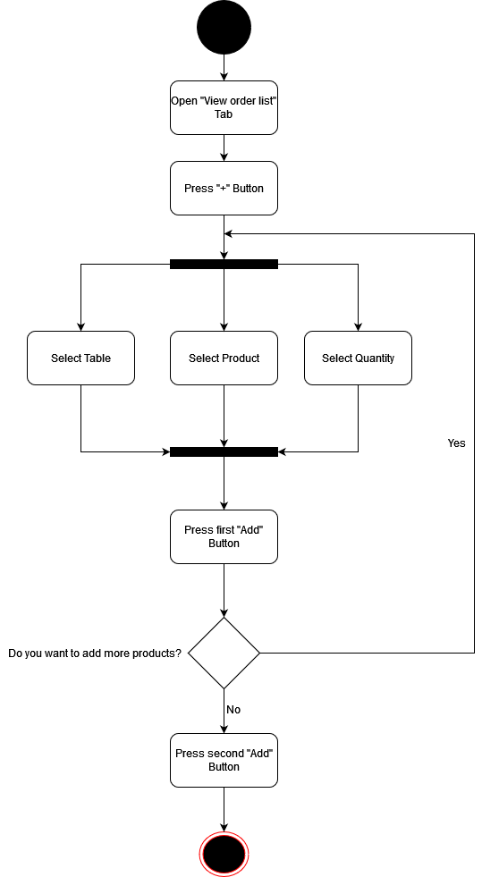 Open "View order list"
Tab
Press "+" Button
Select Table
Select Product
Select Quantity
Yes
Press first "Add"
Button
Do you want to add more products?
No
Press second "Add"
Button